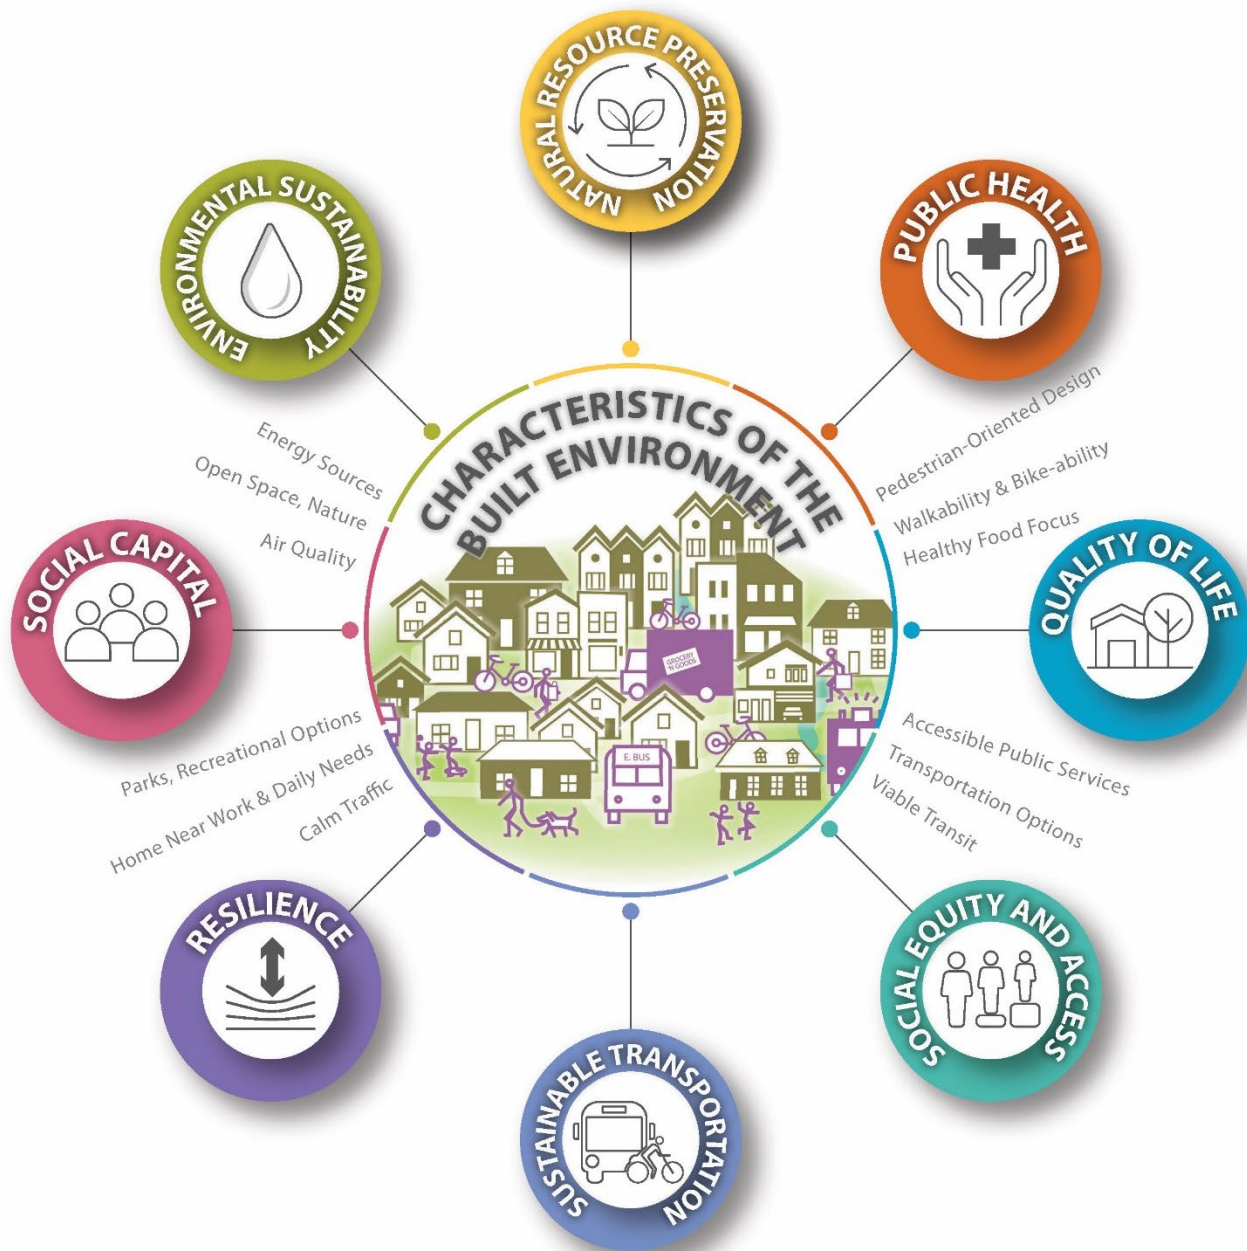 NATURAL RESOURCE PRESERVATION
ENVIRONMENTAL SUSTAINABILITY
PUBLIC HEALTH
CHARACTERISTICS OF THE
BUILT ENVIRONMENT
Energy Sources
Open Space, Nature
Air Quality
Pedestrian-Oriented Design
Walkability & Bike-ability
Healthy Food Focus
SOCIAL CAPITAL
QUALITY OF LIFE
GROCERY
'N GOODS
E. BUS
Parks, Recreational Options
Home Near Work & Daily Needs
Calm Traffic
Accessible Public Services
Transportation Options
Viable Transit
RESILIENCE
SOCIAL EQUITY AND ACCESS
SUSTAINABLE TRANSPORTATION